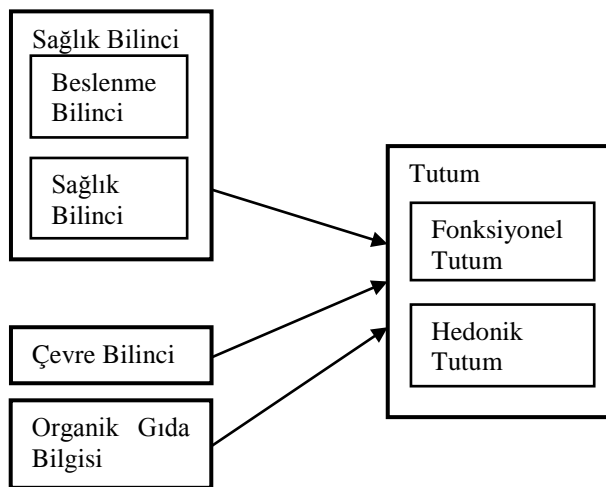 Sağlık Bilinci
Beslenme
Bilinci
Sağlık
Bilinci
Çevre Bilinci
Organik Gıda
Bilgisi
Tutum
Fonksiyonel
Tutum
Hedonik
Tutum